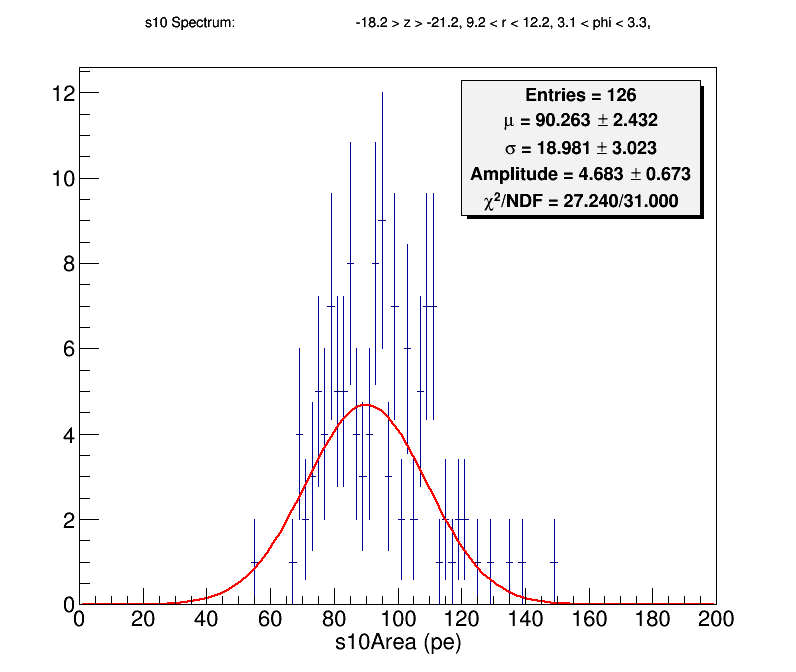 s10 Spectrum: -18.2 > z > -21.2, 9.2 < r < 12.2, 3.1 < phi < 3.3,
Entries = 126
μ = 90.263 ± 2.432
σ = 18.981 ± 3.023
Amplitude = 4.683 ± 0.673
χ²/NDF = 27.240/31.000
12
10
8
6
4
2
0
0 20 40 60 80 100 120 140 160 180 200
s10Area (pe)